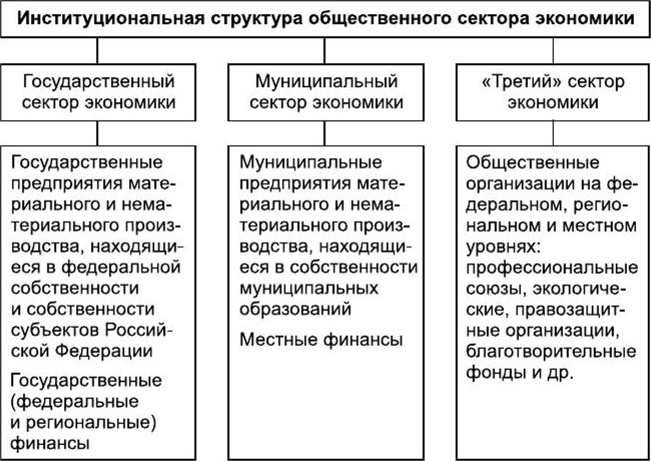 Институциональная структура общественного сектора экономики
Государственный
сектор экономики
Муниципальный
сектор экономики
«Третий» сектор
экономики
Государственные
предприятия мате-
риального и нема-
териального произ-
водства, находящи-
еся в федеральной
собственности
и собственности
субъектов Россий-
ской Федерации
Государственные
(федеральные
и региональные)
финансы
Муниципальные
предприятия мате-
риального и нема-
териального произ-
водства, находящи-
еся в собственности
муниципальных
образований
Местные финансы
Общественные
организации на фе-
деральном, регио-
нальном и местном
уровнях:
профессиональные
союзы, экологиче-
ские, правозащит-
ные организации,
благотворительные
фонды и др.